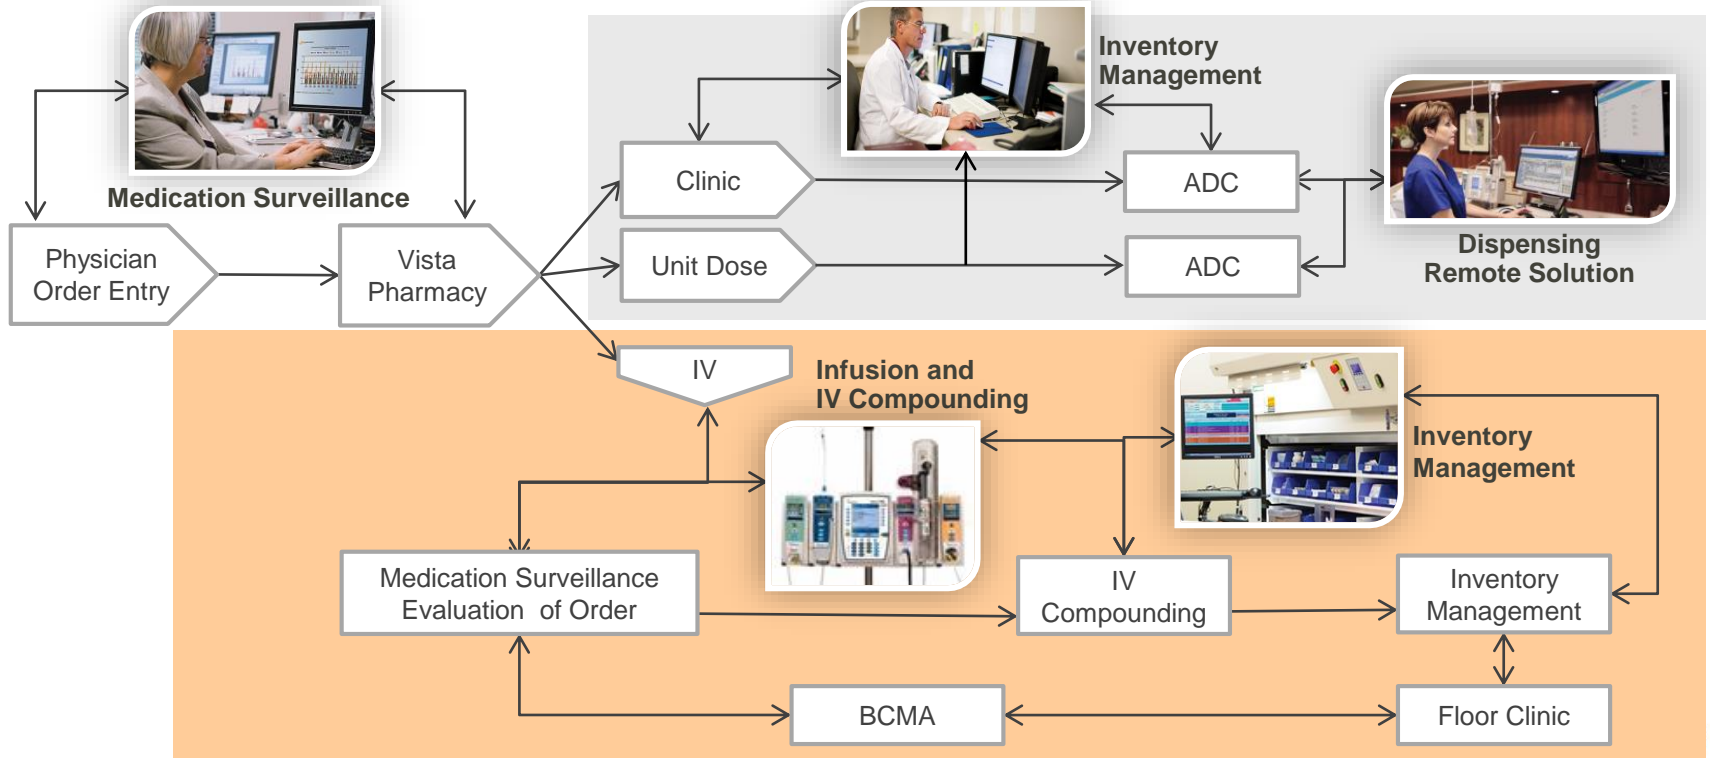 Inventory
Management
Medication Surveillance
Clinic
ADC
Physician
Order Entry
Vista
Pharmacy
Unit Dose
ADC
Dispensing
Remote Solution
IV
Infusion and
IV Compounding
Inventory
Management
Medication Surveillance
Evaluation of Order
IV
Compounding
Inventory
Management
BCMA
Floor Clinic